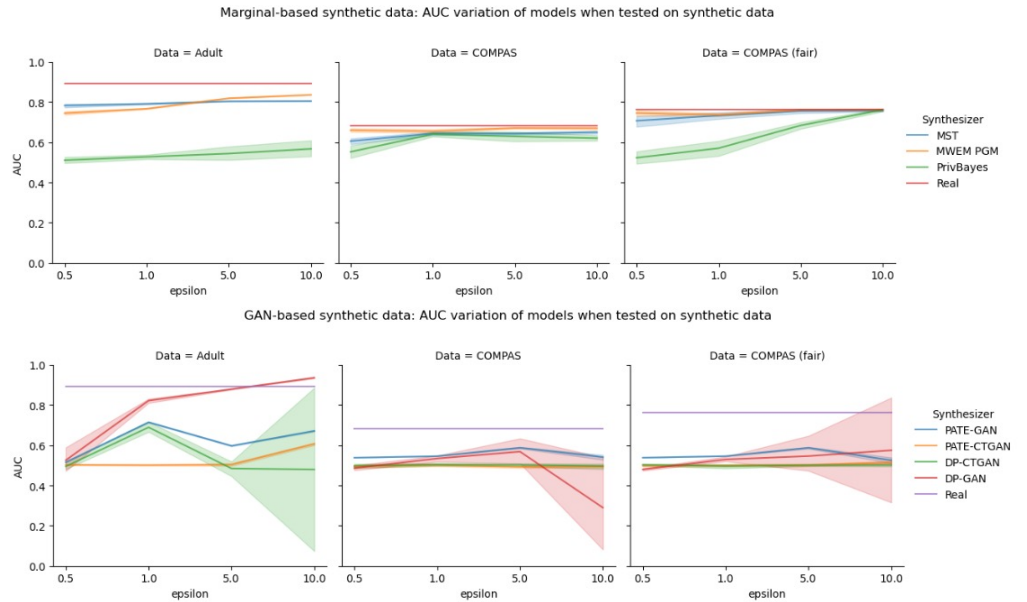 Marginal-based synthetic data: AUC variation of models when tested on synthetic data
Data = Adult
Data = COMPAS
Data = COMPAS (fair)
AUC
1.0
0.8
0.6
0.4
0.2
0.0
0.5 1.0 5.0 10.0
epsilon
0.5 1.0 5.0 10.0
epsilon
0.5 1.0 5.0 10.0
epsilon
Synthesizer
MST
MWEM PGM
PrivBayes
Real
GAN-based synthetic data: AUC variation of models when tested on synthetic data
Data = Adult
Data = COMPAS
Data = COMPAS (fair)
AUC
1.0
0.8
0.6
0.4
0.2
0.0
0.5 1.0 5.0 10.0
epsilon
0.5 1.0 5.0 10.0
epsilon
0.5 1.0 5.0 10.0
epsilon
Synthesizer
PATE-GAN
PATE-CTGAN
DP-CTGAN
DP-GAN
Real